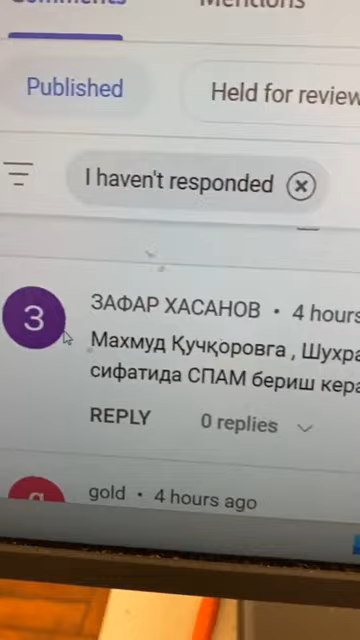 Comments Mentions
Published Held for review
I haven't responded
З ЗАФАР ХАСАНОВ • 4 hours
Махмуд Қучқоровга , Шухра
сифатида СПАМ бериш кера
REPLY 0 replies
g gold • 4 hours ago